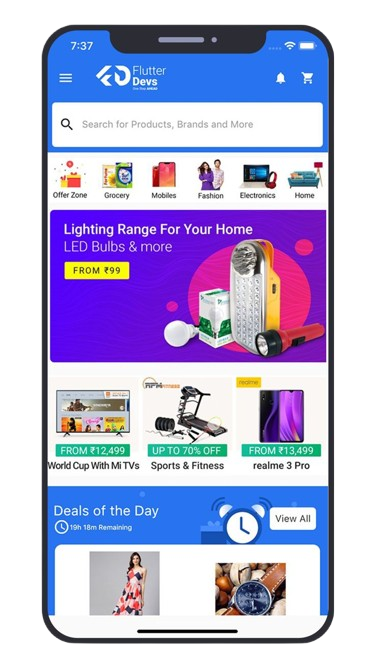 7:37
Flutter
Devs
Search for Products, Brands and More
Offer Zone
Grocery
Mobiles
Fashion
Electronics
Home
Lighting Range For Your Home
LED Bulbs & more
FROM ₹99
realme
FROM ₹12,499
UP TO 70% OFF
FROM ₹13,499
World Cup With Mi TVs
Sports & Fitness
realme 3 Pro
Deals of the Day
19h 18m Remaining
View All